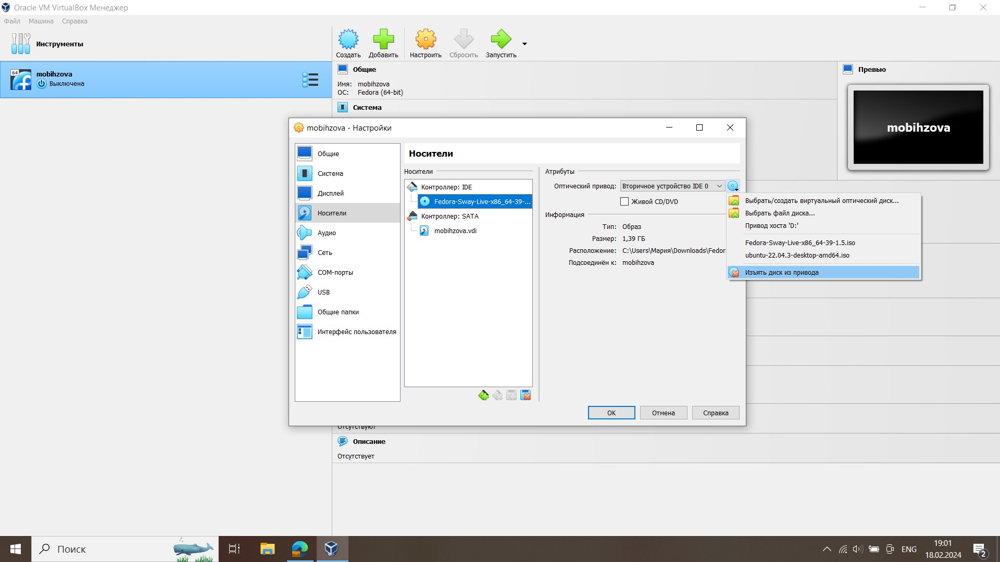 Oracle VM VirtualBox Менеджер
Файл Машина Справка
Инструменты
Создать Добавить Настроить Сбросить Запустить
64
mobihzova
Выключена
Общие
Имя: mobihzova
ОС: Fedora (64-bit)
Система
Превью
mobihzova
mobihzova - Настройки
Общие
Система
Дисплей
Носители
Аудио
Сеть
COM-порты
USB
Общие папки
Интерфейс пользователя
Носители
Носители
Контроллер: IDE
Fedora-Sway-Live-x86_64-39-...
Контроллер: SATA
mobihzova.vdi
Атрибуты
Оптический привод: Вторичное устройство IDE 0
Живой CD/DVD
Информация
Тип: Образ
Размер: 1,39 ГБ
Расположение: C:\Users\Мария\Downloads\Fedor
Подсоединён к: mobihzova
Выбрать/создать виртуальный оптический диск...
Выбрать файл диска...
Привод хоста 'D:'
Fedora-Sway-Live-x86_64-39-1.5.iso
ubuntu-22.04.3-desktop-amd64.iso
Изъять диск из привода
OK Отмена Справка
Отсутствуют
Описание
Отсутствует
Поиск
ENG
19:01
18.02.2024
2